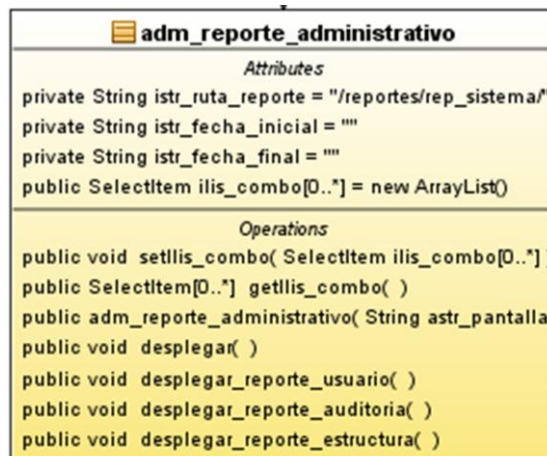 adm_reporte_administrativo
Attributes
private String istr_ruta_reporte = "/reportes/rep_sistema/"
private String istr_fecha_inicial = ""
private String istr_fecha_final = ""
public SelectItem ilis_combo[0..*] = new ArrayList()
Operations
public void setIlis_combo( SelectItem ilis_combo[0..*] )
public SelectItem[0..*] getIlis_combo( )
public adm_reporte_administrativo( String astr_pantalla
public void desplegar( )
public void desplegar_reporte_usuario( )
public void desplegar_reporte_auditoria( )
public void desplegar_reporte_estructura( )